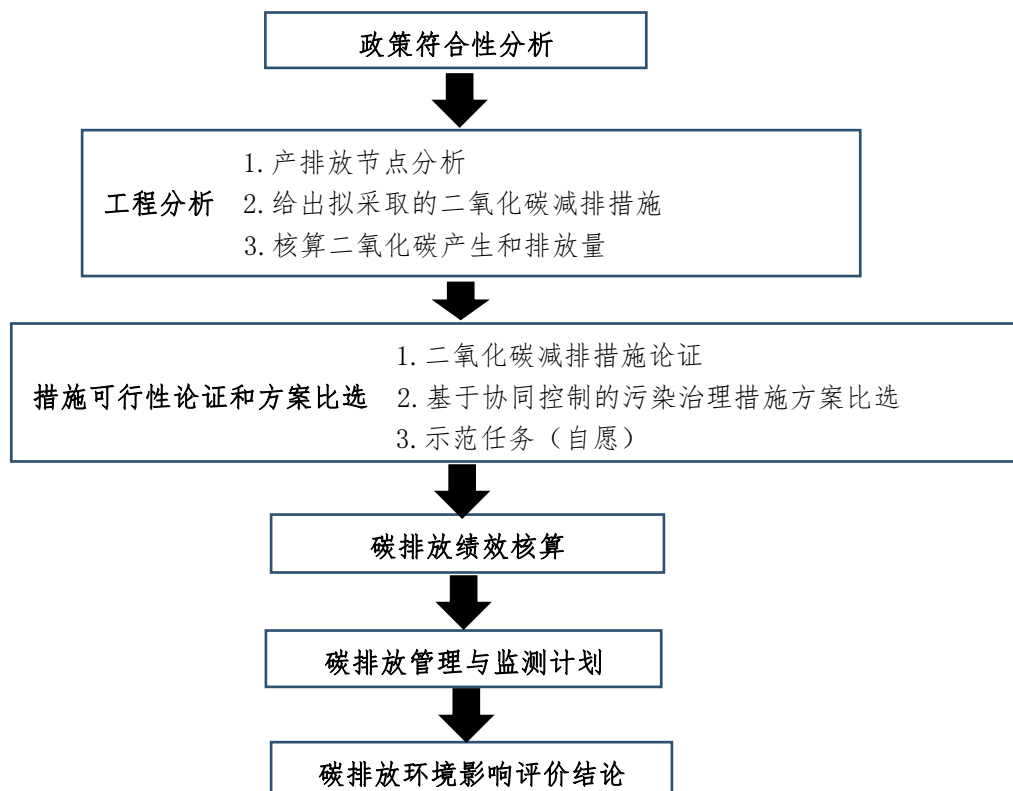 政策符合性分析
1.产排放节点分析
工程分析 2.给出拟采取的二氧化碳减排措施
3.核算二氧化碳产生和排放量
1.二氧化碳减排措施论证
措施可行性论证和方案比选 2.基于协同控制的污染治理措施方案比选
3.示范任务（自愿）
碳排放绩效核算
碳排放管理与监测计划
碳排放环境影响评价结论